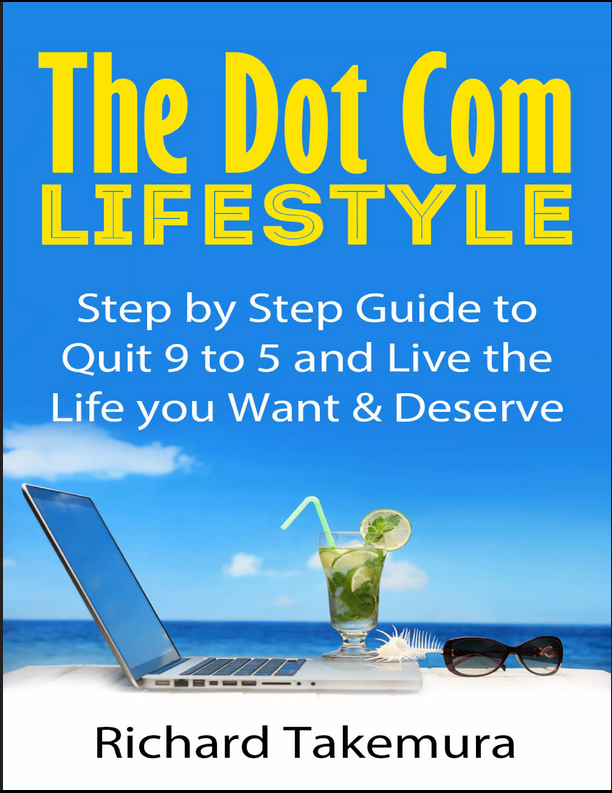 The Dot Com
LIFESTYLE
Step by Step Guide to
Quit 9 to 5 and Live the
Life you Want & Deserve
Richard Takemura